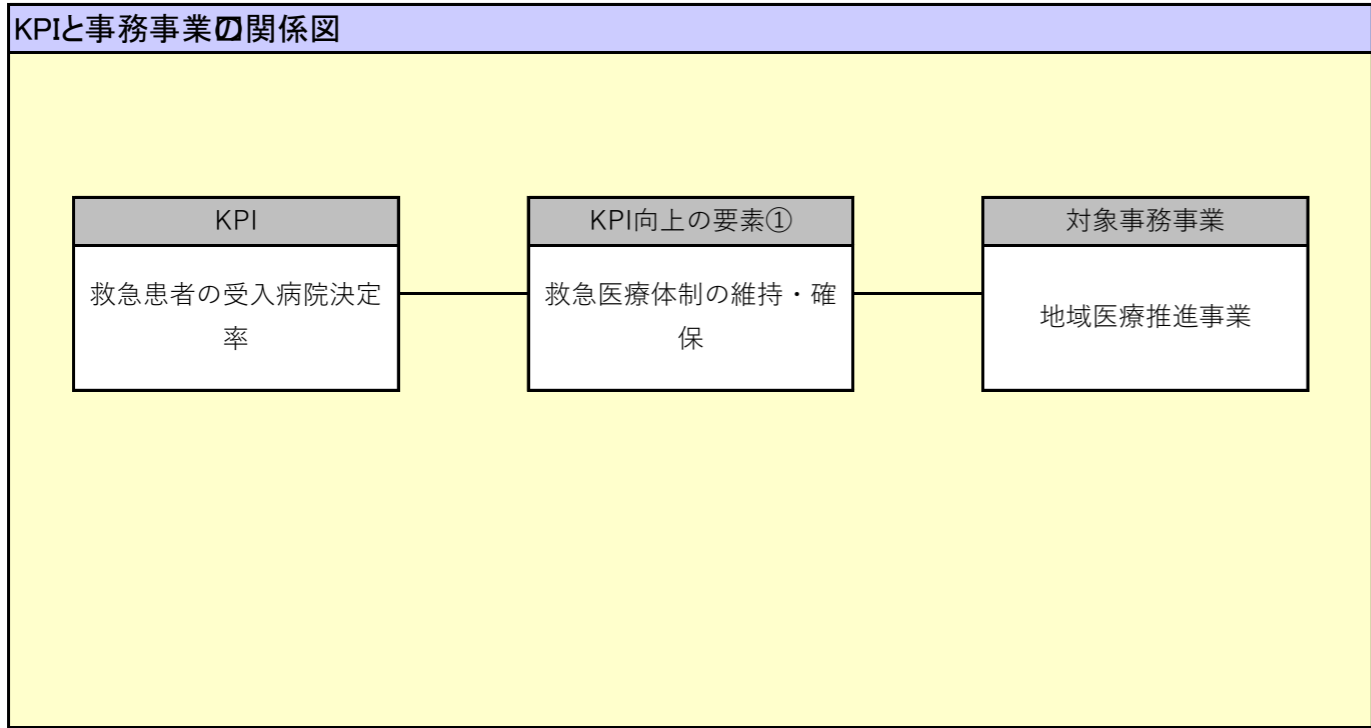 KPIと事務事業の関係図
KPI
救急患者の受入病院決定
率
KPI向上の要素①
救急医療体制の維持・確
保
対象事務事業
地域医療推進事業